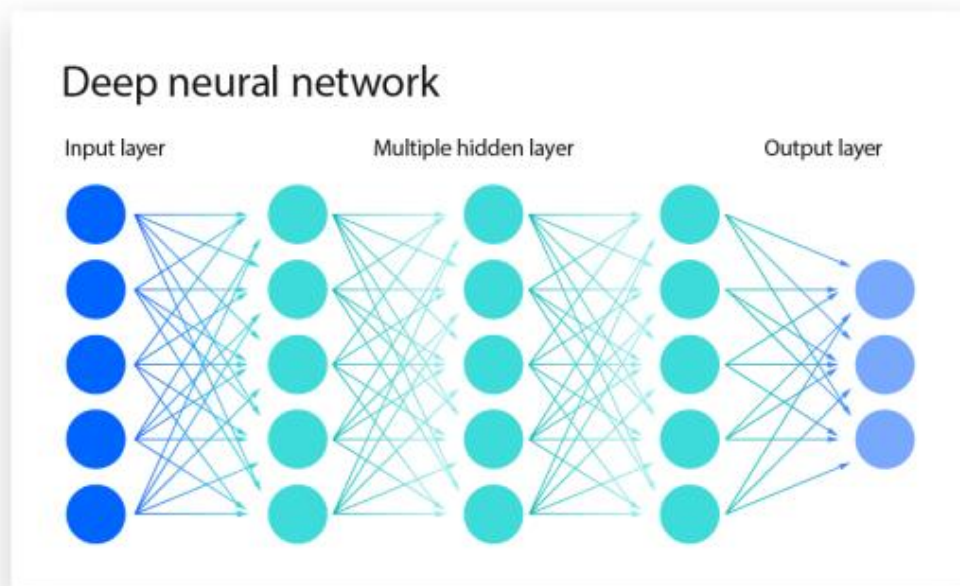 Deep neural network
Input layer
Multiple hidden layer
Output layer